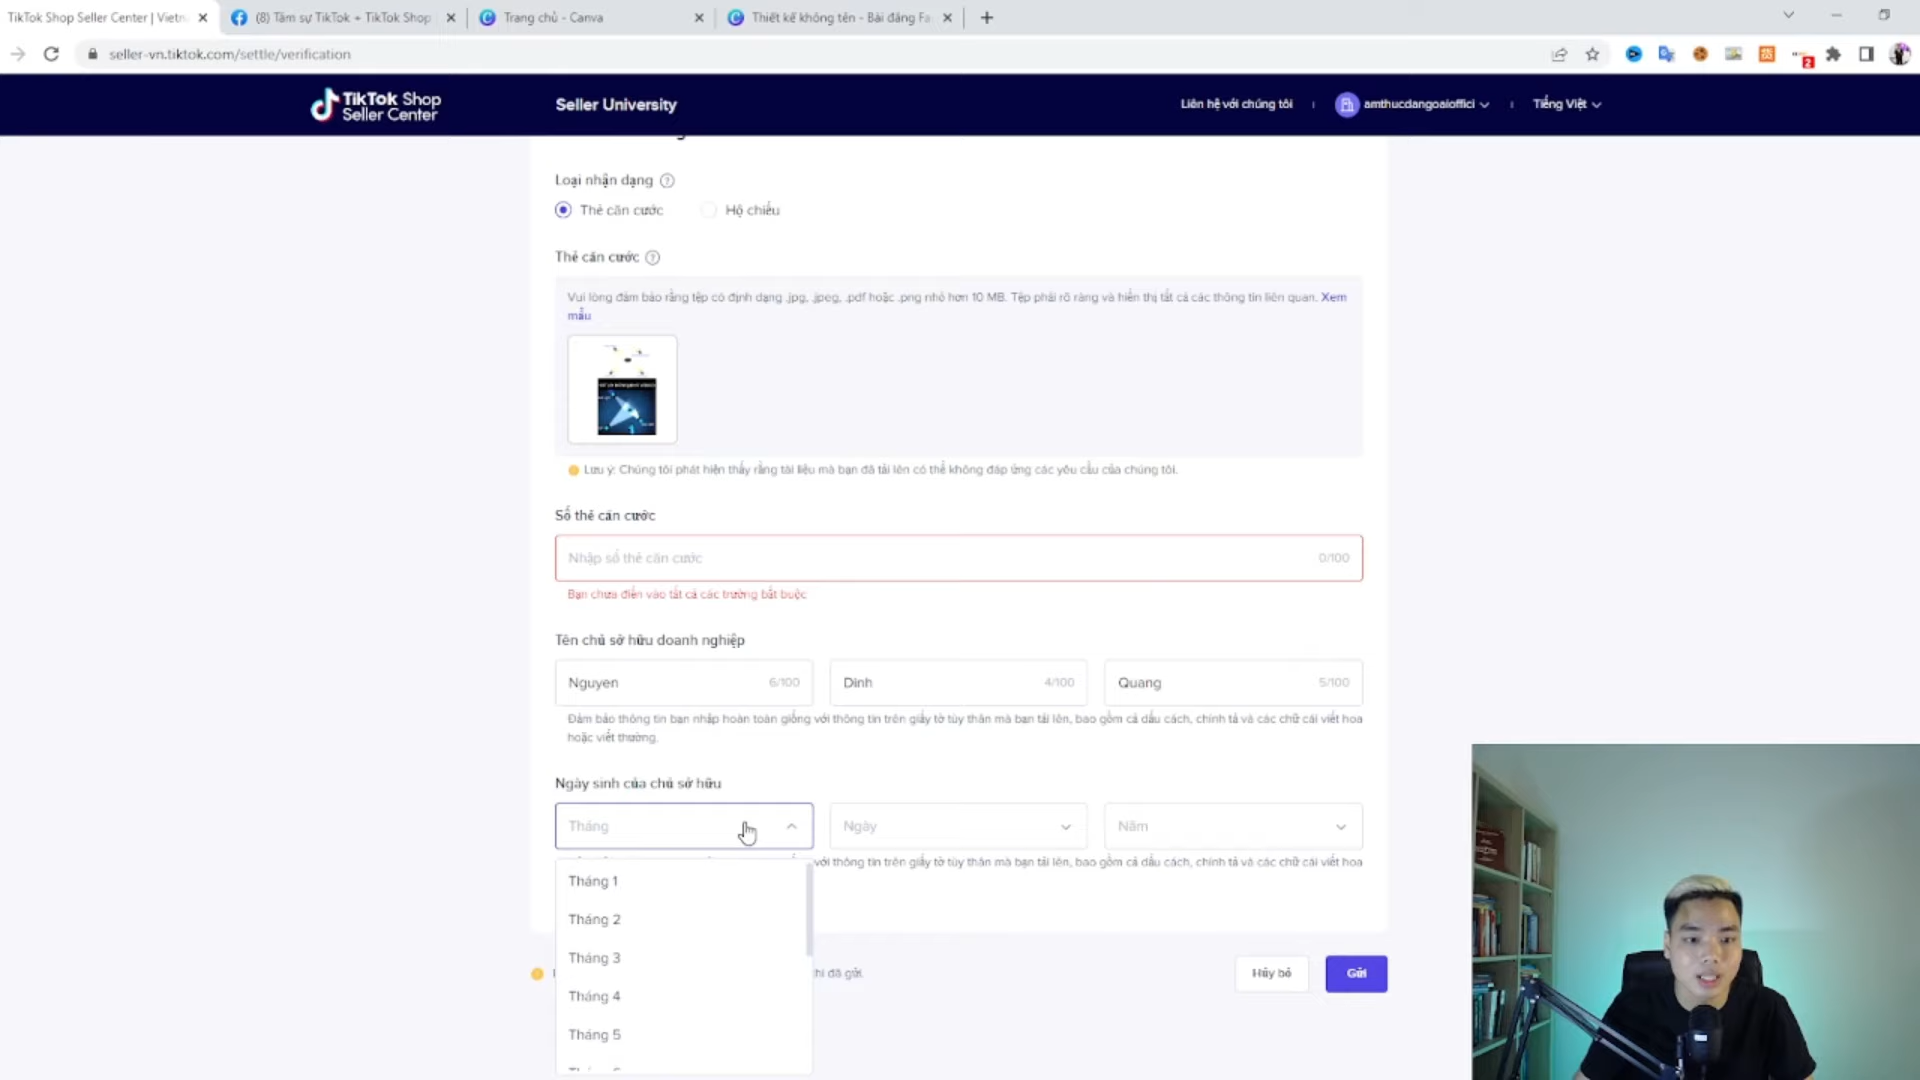 TikTok Shop Seller Center | Vietn
(8) Tâm sự TikTok + TikTok Shop
Trang chủ - Canva
Thiết kế không tên - Bài đăng Fa
seller-vn.tiktok.com/settle/verification
2
TikTok Shop
Seller Center
Seller University
Liên hệ với chúng tôi
amthucdangoaioffici
Tiếng Việt
Loại nhận dạng
Thẻ căn cước
Hộ chiếu
Thẻ căn cước
Vui lòng đảm bảo rằng tệp có định dạng .jpg, .jpeg, .pdf hoặc .png nhỏ hơn 10 MB. Tệp phải rõ ràng và hiển thị tất cả các thông tin liên quan. Xem
mẫu
Lưu ý: Chúng tôi phát hiện thấy rằng tài liệu mà bạn đã tải lên có thể không đáp ứng các yêu cầu của chúng tôi.
Số thẻ căn cước
Nhập số thẻ căn cước 0/100
Bạn chưa điền vào tất cả các trường bắt buộc
Tên chủ sở hữu doanh nghiệp
Nguyen 6/100 Dinh 4/100 Quang 5/100
Đảm bảo thông tin bạn nhập hoàn toàn giống với thông tin trên giấy tờ tùy thân mà bạn tải lên, bao gồm cả dấu cách, chính tả và các chữ cái viết hoa
hoặc viết thường.
Ngày sinh của chủ sở hữu
Tháng Ngày Năm
với thông tin trên giấy tờ tùy thân mà bạn tải lên, bao gồm cả dấu cách, chính tả và các chữ cái viết hoa
Tháng 1
Tháng 2
Tháng 3
Tháng 4
Tháng 5
đã gửi.
Hủy bỏ
Gửi